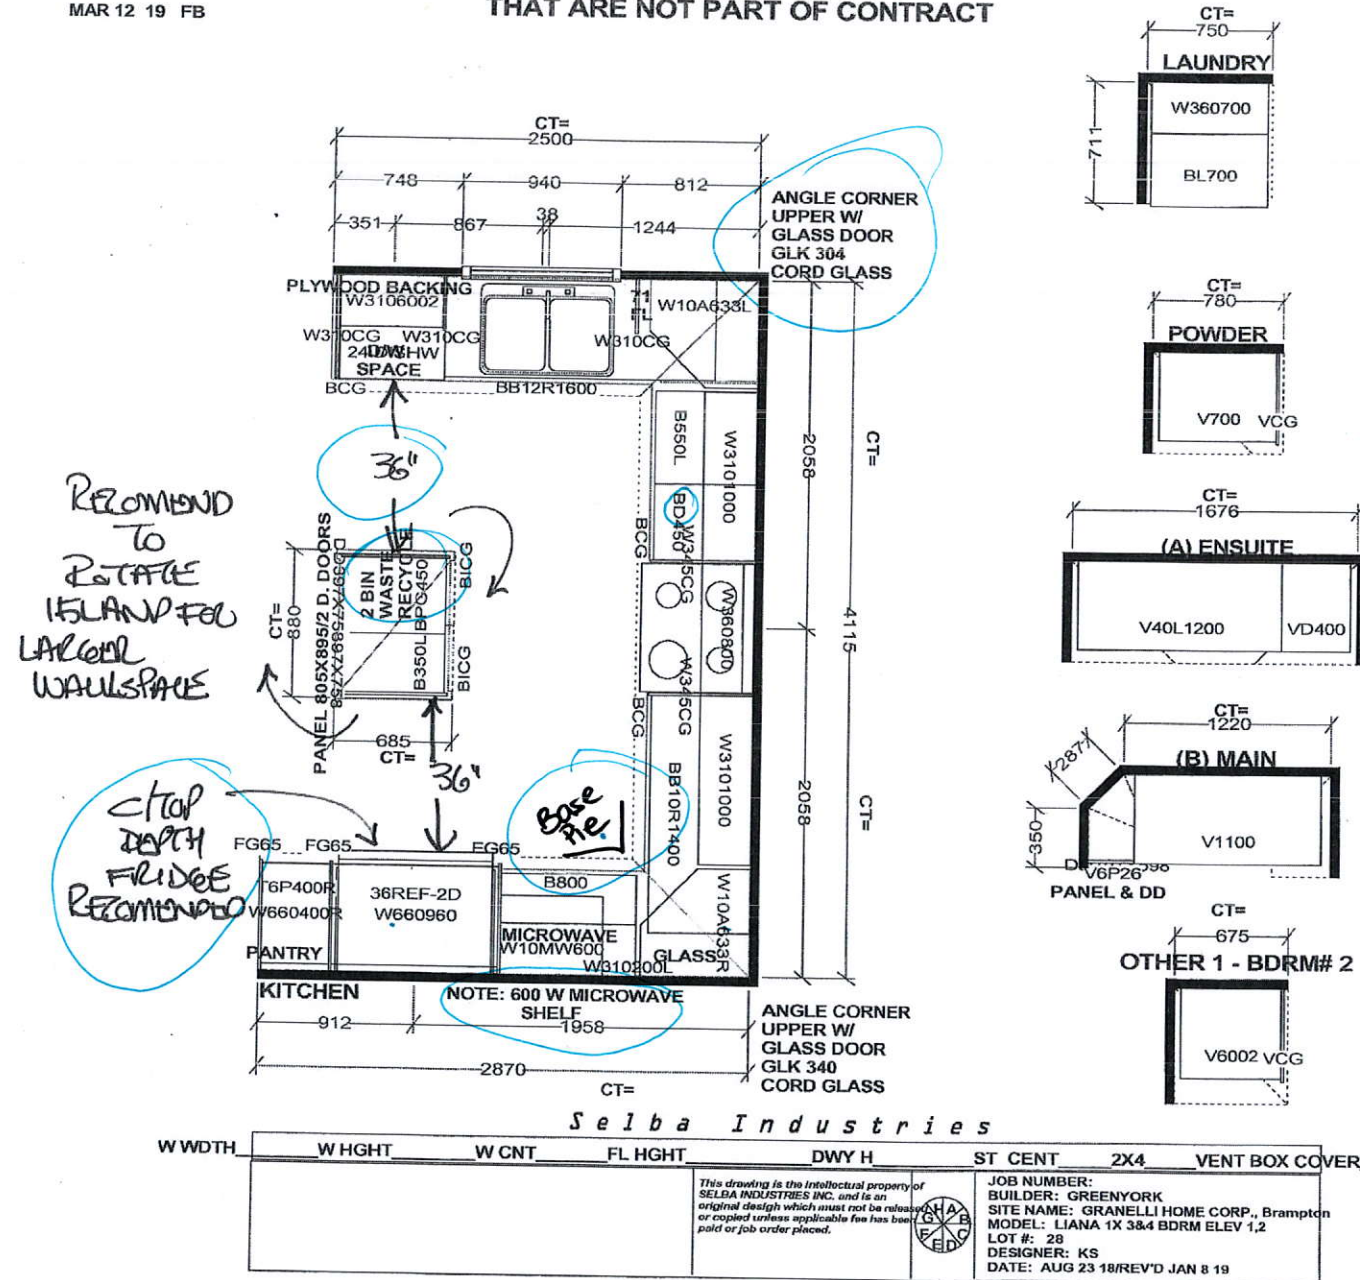 MAR 12 19 FB
THAT ARE NOT PART OF CONTRACT
CT=
750
LAUNDRY
W360700
BL700
711
CT=
2500
748
940
812
351
867
38
1244
ANGLE CORNER
UPPER W/
GLASS DOOR
GLK 304
CORD GLASS
PLYWOOD BACKING
W3106002
W310CG
W310CG
SPACE
W310CG
W10A633L
BCG
BB12R1600
CT=
780
POWDER
V700
VCG
B550L
W3101000
2058
CT=
36"
BD450
W345CG
BCG
CT=
1676
(A) ENSUITE
V40L1200
VD400
RECOMEND
TO
ROTATE
ISLAND FOR
LARGER
WALLSPACE
CT=
880
PANEL 805X895/2 D. DOORS
2 BIN
WASTE
RECYCLE
BPC450
B350L
BICG
BICG
W360800
4115
W345CG
BCG
685
CT=
36"
CT=
1220
287
(B) MAIN
350
V1100
V6P26
PANEL & DD
BB10R1400
W3101000
2058
CT=
Base
Pie
C/TOP
DEPTH
FRIDGE
RECOMENDED
FG65
FG65
FG65
T6P400R
W660400R
PANTRY
36REF-2D
W660960
B800
MICROWAVE
W10MW600
W310200L
GLASS
W10A633R
KITCHEN
NOTE: 600 W MICROWAVE
SHELF
912
1958
2870
CT=
ANGLE CORNER
UPPER W/
GLASS DOOR
GLK 340
CORD GLASS
CT=
675
OTHER 1 - BDRM# 2
V6002
VCG
Selba Industries
W WDTH W HGHT W CNT FL HGHT DWY H ST CENT 2X4 VENT BOX COVER
This drawing is the intellectual property of
SELBA INDUSTRIES INC. and is an
original design which must not be released
or copied unless applicable fee has been
paid or job order placed.
H A
G B
F C
E D
JOB NUMBER:
BUILDER: GREENYORK
SITE NAME: GRANELLI HOME CORP., Brampton
MODEL: LIANA 1X 3&4 BDRM ELEV 1,2
LOT #: 28
DESIGNER: KS
DATE: AUG 23 18/REV'D JAN 8 19